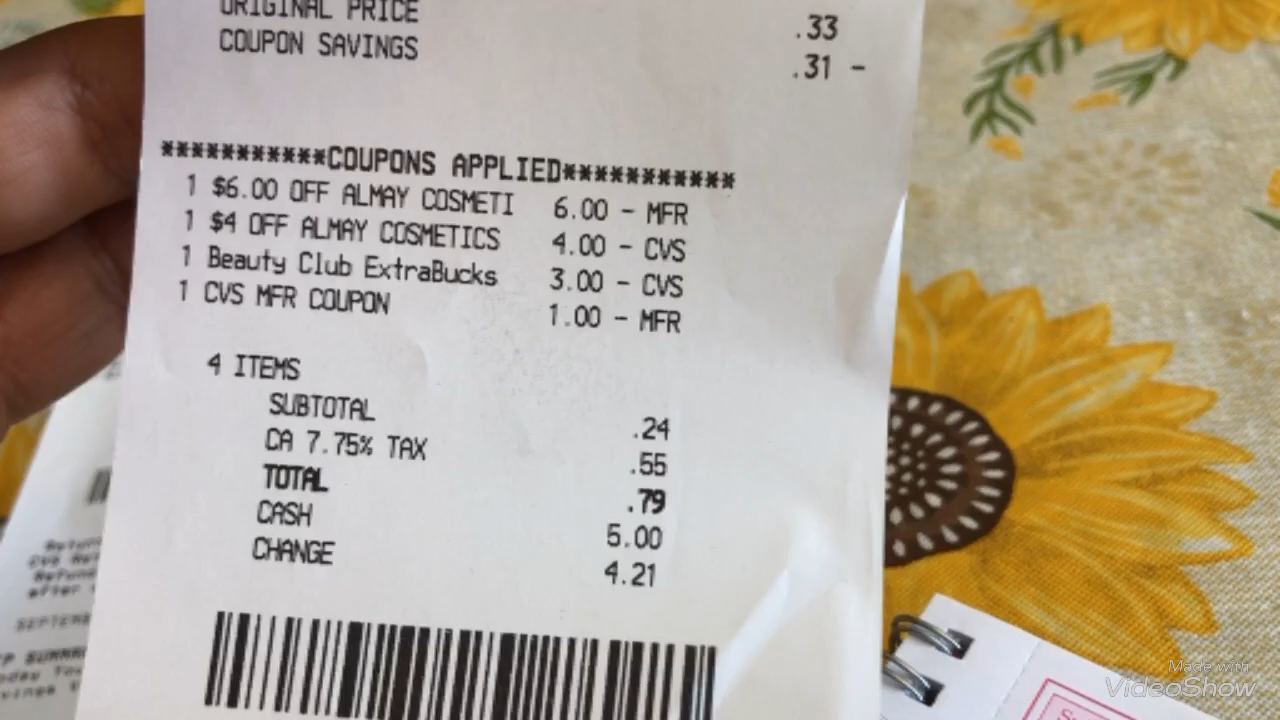 ORIGINAL PRICE .33
COUPON SAVINGS .31 -
***********COUPONS APPLIED***********
1 $6.00 OFF ALMAY COSMETI 6.00 - MFR
1 $4 OFF ALMAY COSMETICS 4.00 - CVS
1 Beauty Club ExtraBucks 3.00 - CVS
1 CVS MFR COUPON 1.00 - MFR
4 ITEMS
SUBTOTAL .24
CA 7.75% TAX .55
TOTAL .79
CASH 5.00
CHANGE 4.21
Made with
VideoShow